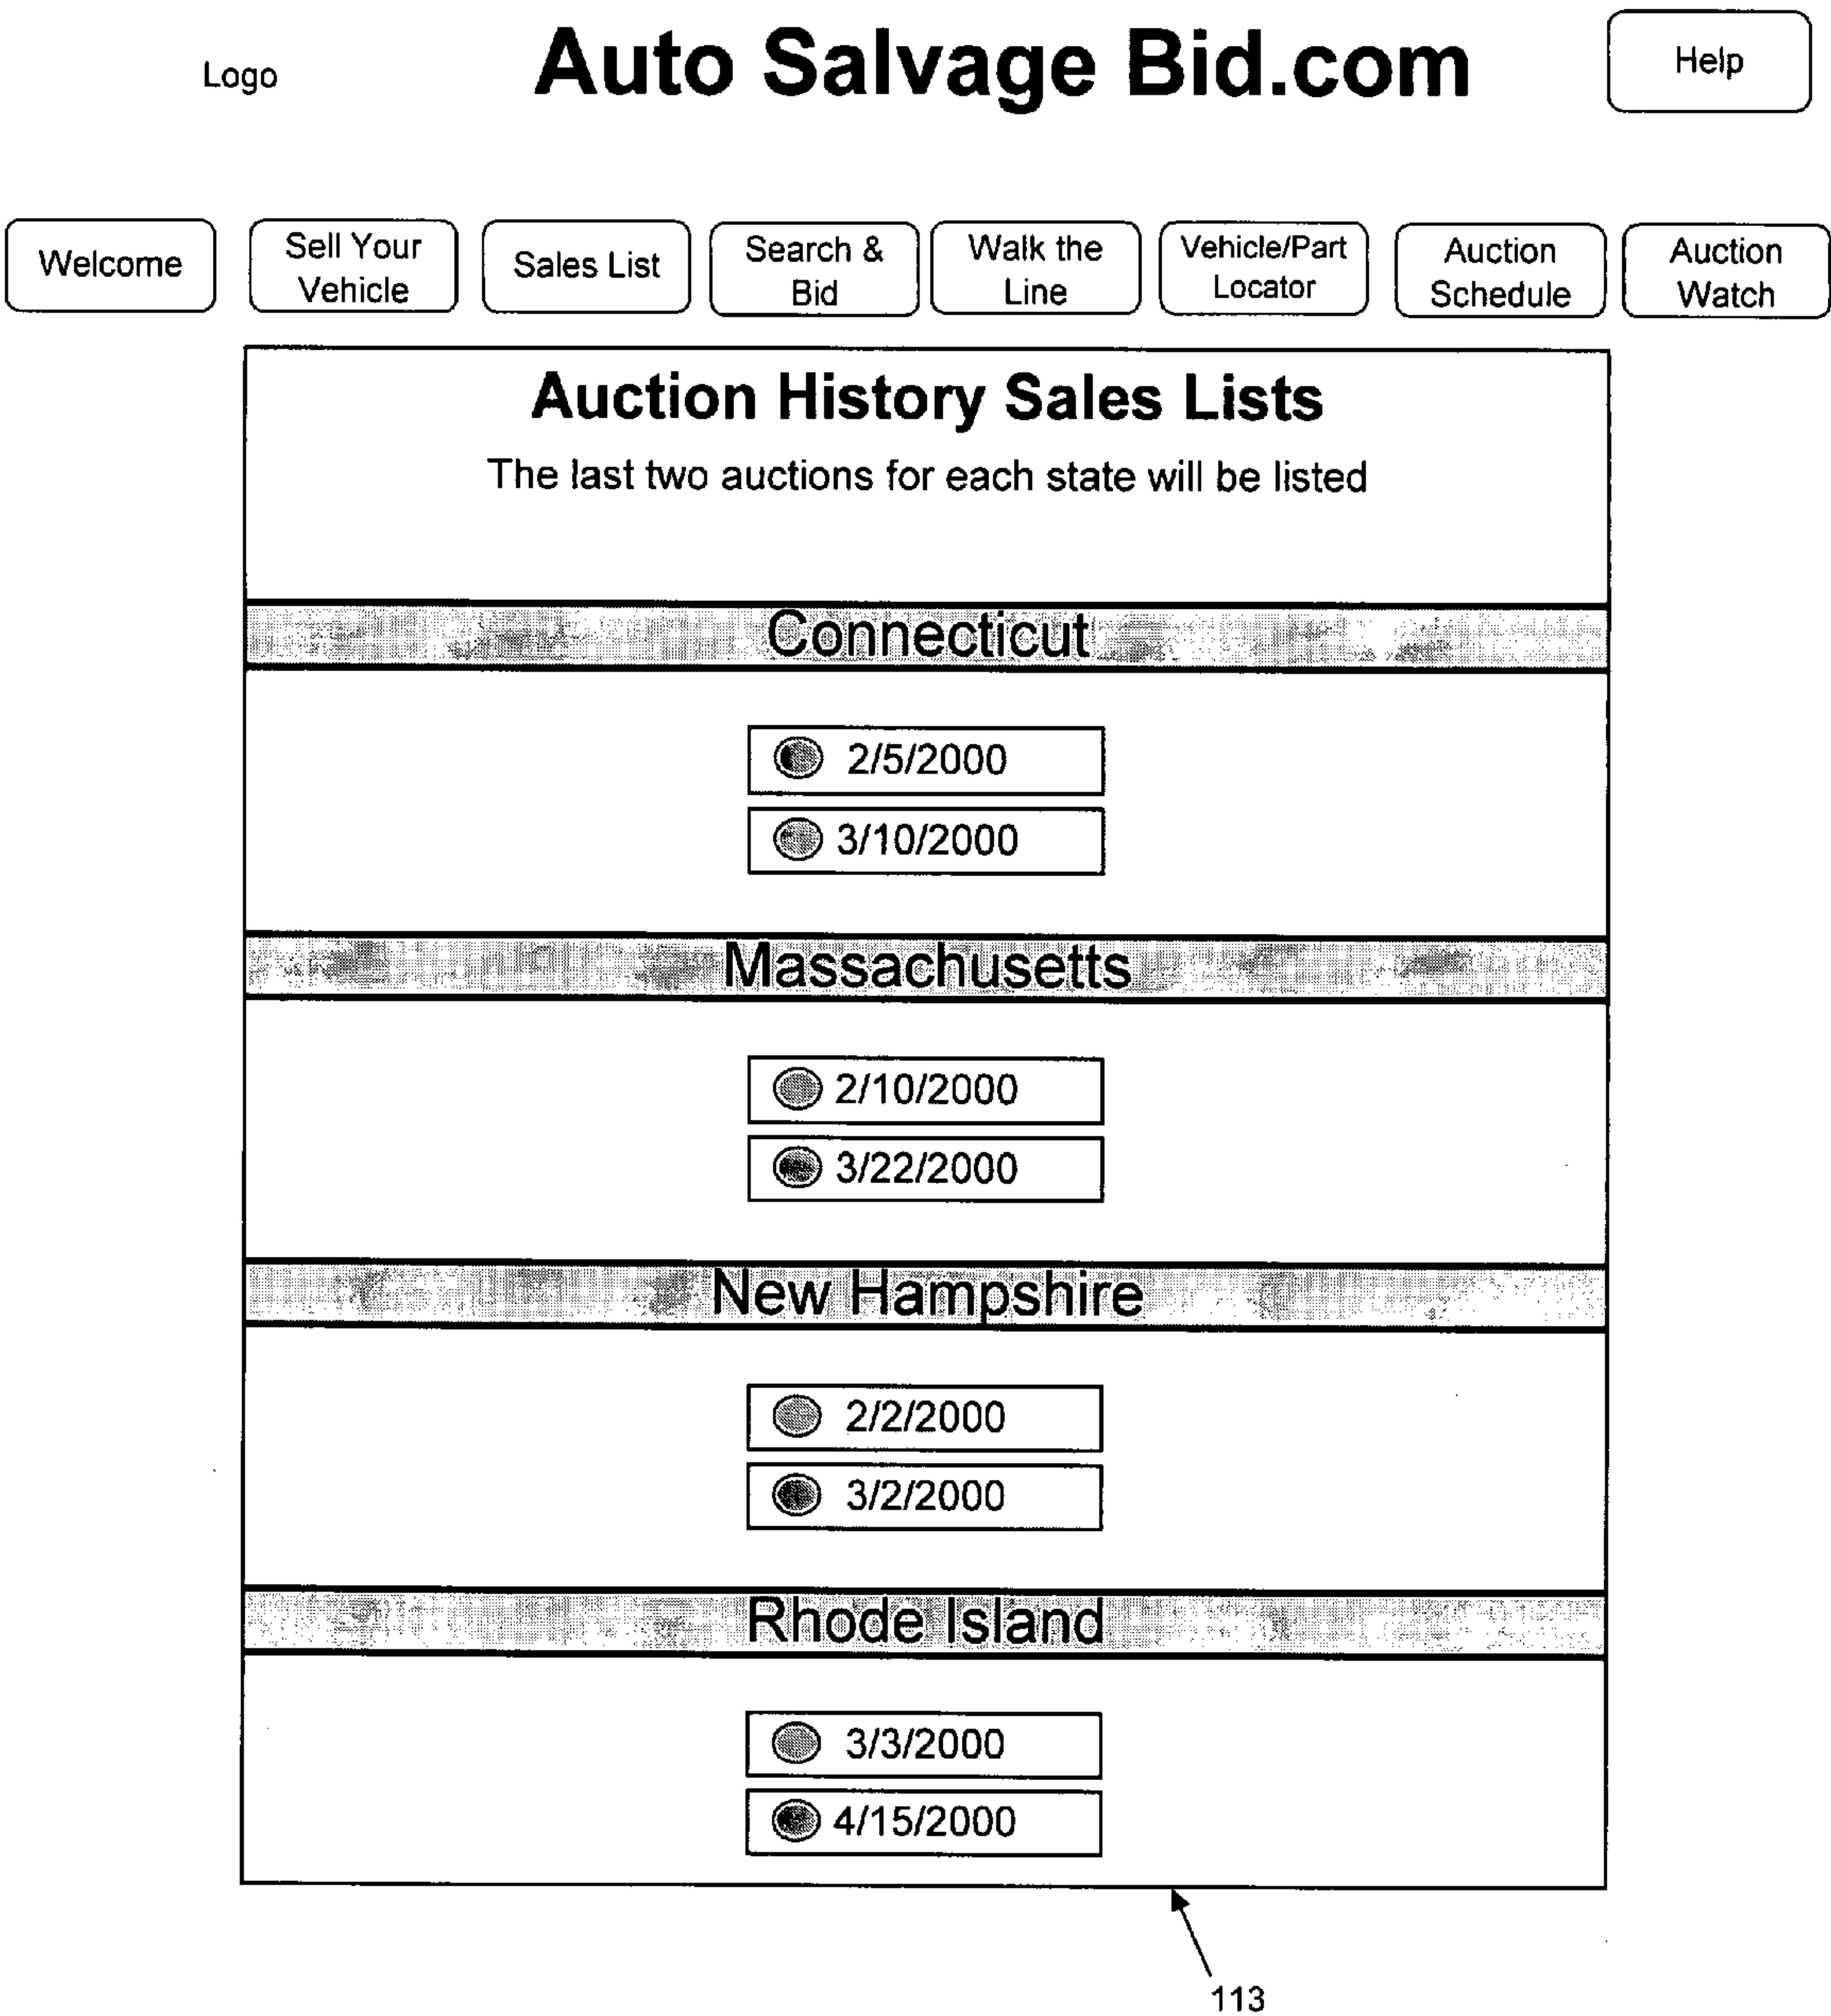 Logo
Auto Salvage Bid.com
Help
Welcome
Sell Your
Vehicle
Sales List
Search &
Bid
Walk the
Line
Vehicle/Part
Locator
Auction
Schedule
Auction
Watch
Auction History Sales Lists
The last two auctions for each state will be listed
Connecticut
2/5/2000
3/10/2000
Massachusetts
2/10/2000
3/22/2000
New Hampshire
2/2/2000
3/2/2000
Rhode Island
3/3/2000
4/15/2000
113